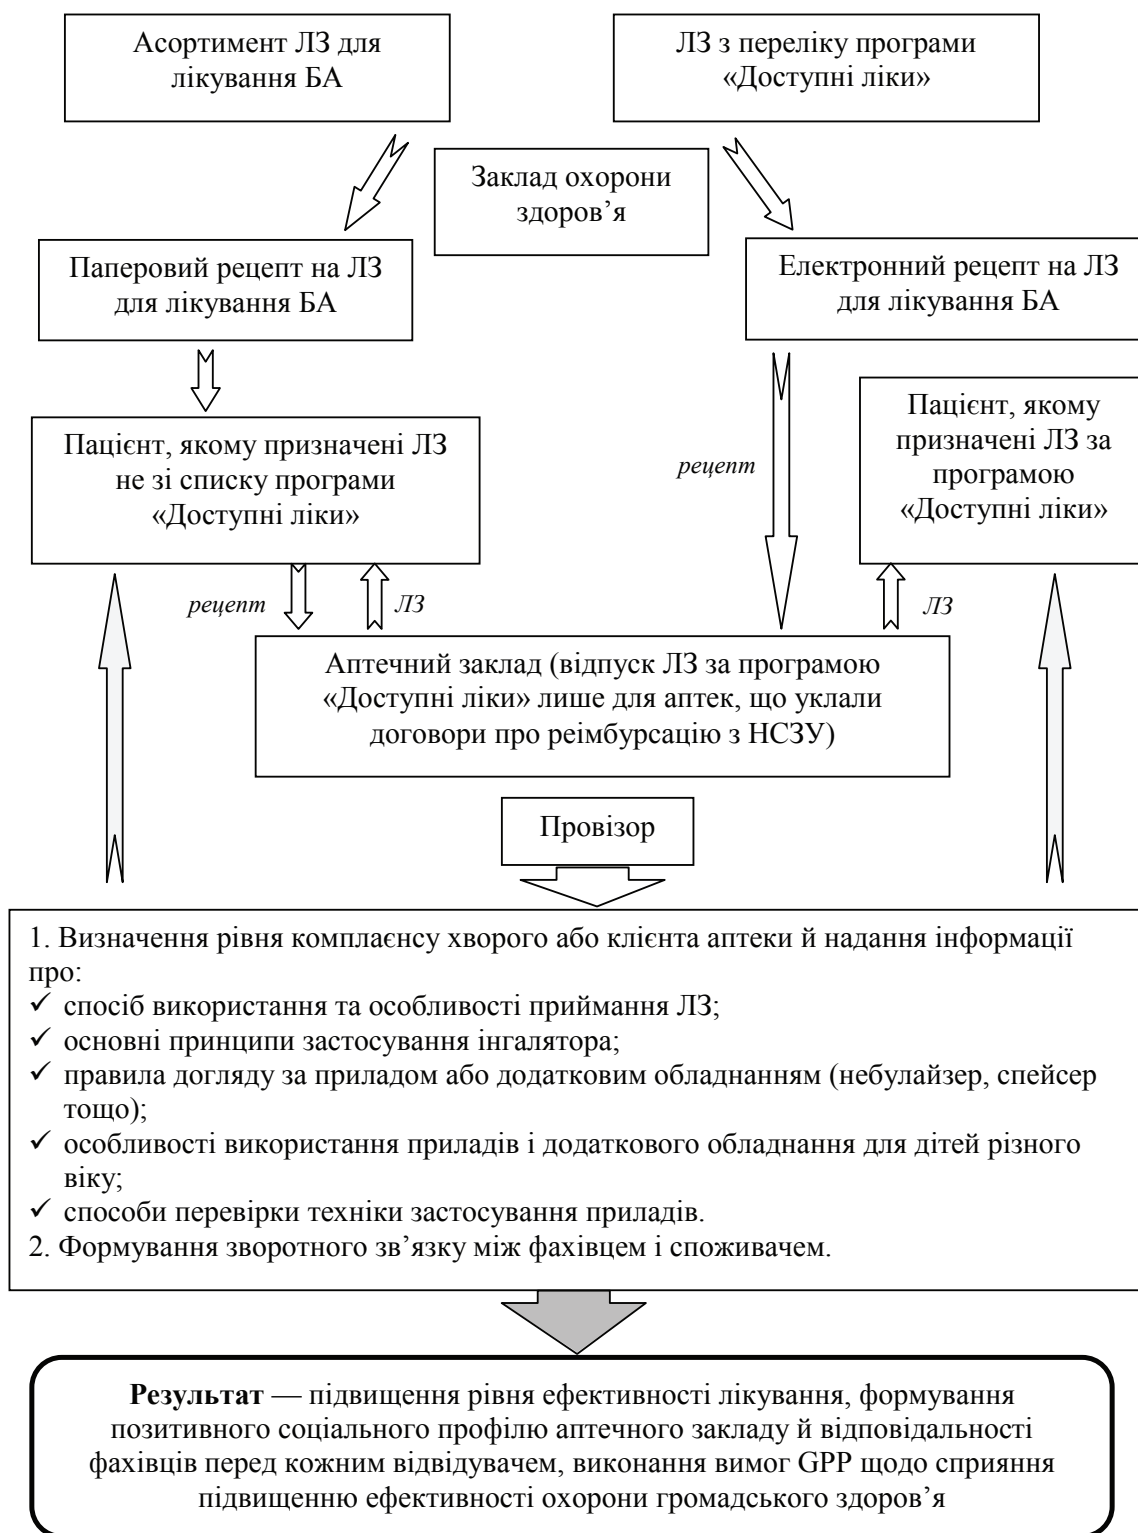 Асортимент ЛЗ для
лікування БА
ЛЗ з переліку програми
«Доступні ліки»
Заклад охорони
здоров’я
Паперовий рецепт на ЛЗ
для лікування БА
Електронний рецепт на ЛЗ
для лікування БА
Пацієнт, якому призначені ЛЗ
не зі списку програми
«Доступні ліки»
рецепт
Пацієнт, якому
призначені ЛЗ за
програмою
«Доступні ліки»
рецепт
ЛЗ
ЛЗ
Аптечний заклад (відпуск ЛЗ за програмою
«Доступні ліки» лише для аптек, що уклали
договори про реімбурсацію з НСЗУ)
Провізор
1. Визначення рівня комплаєнсу хворого або клієнта аптеки й надання інформації
про:
✓ спосіб використання та особливості приймання ЛЗ;
✓ основні принципи застосування інгалятора;
✓ правила догляду за приладом або додатковим обладнанням (небулайзер, спейсер
тощо);
✓ особливості використання приладів і додаткового обладнання для дітей різного
віку;
✓ способи перевірки техніки застосування приладів.
2. Формування зворотного зв’язку між фахівцем і споживачем.
Результат — підвищення рівня ефективності лікування, формування
позитивного соціального профілю аптечного закладу й відповідальності
фахівців перед кожним відвідувачем, виконання вимог GPP щодо сприяння
підвищенню ефективності охорони громадського здоров’я